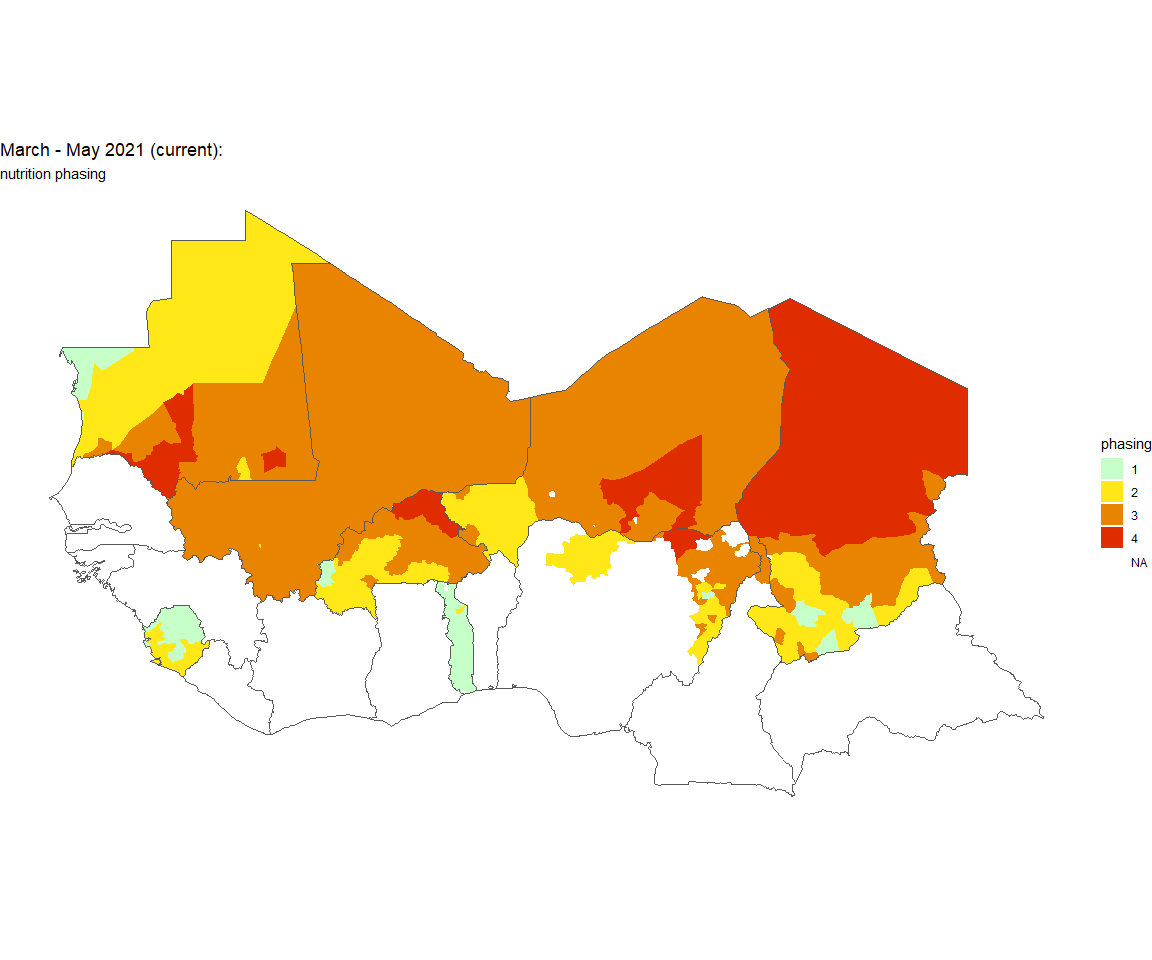 March - May 2021 (current):
nutrition phasing
phasing
1
2
3
4
NA